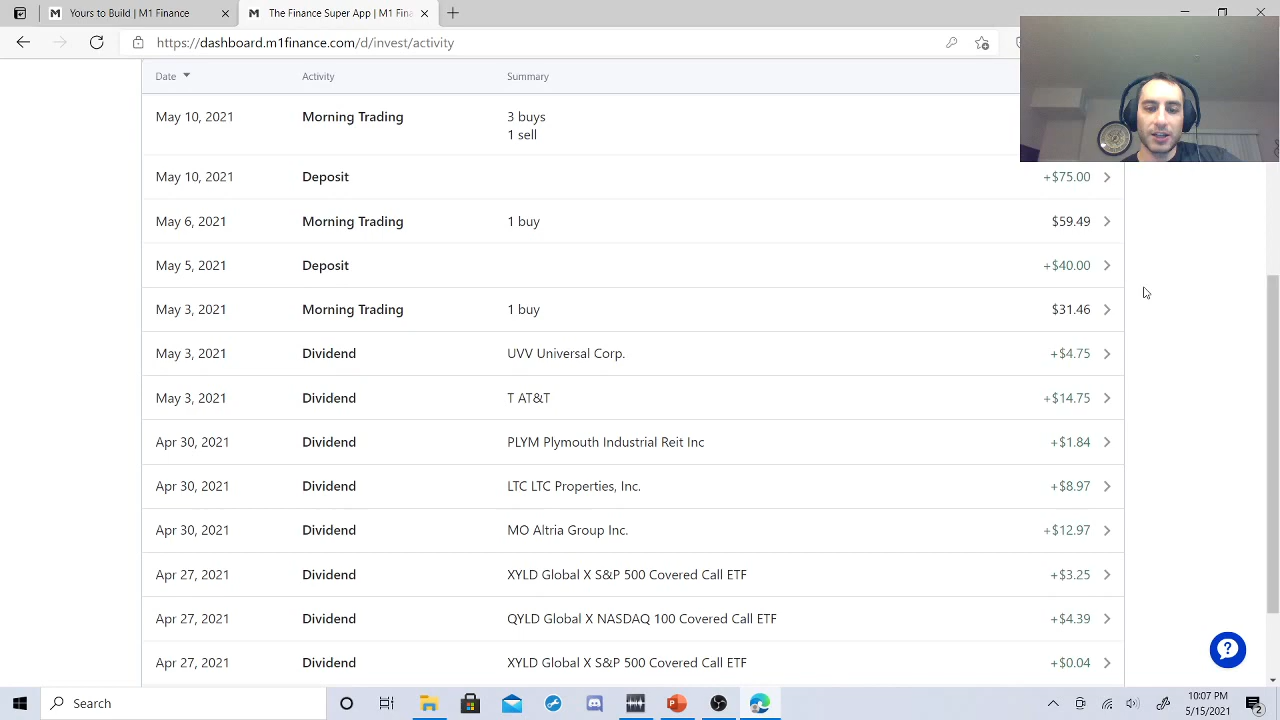 Yours to Build | M1 Finance
The Finance Super App | M1 Fina
https://dashboard.m1finance.com/d/invest/activity
Date Activity Summary
May 10, 2021 Morning Trading 3 buys
1 sell
May 10, 2021 Deposit +$75.00
May 6, 2021 Morning Trading 1 buy $59.49
May 5, 2021 Deposit +$40.00
May 3, 2021 Morning Trading 1 buy $31.46
May 3, 2021 Dividend UVV Universal Corp. +$4.75
May 3, 2021 Dividend T AT&T +$14.75
Apr 30, 2021 Dividend PLYM Plymouth Industrial Reit Inc +$1.84
Apr 30, 2021 Dividend LTC LTC Properties, Inc. +$8.97
Apr 30, 2021 Dividend MO Altria Group Inc. +$12.97
Apr 27, 2021 Dividend XYLD Global X S&P 500 Covered Call ETF +$3.25
Apr 27, 2021 Dividend QYLD Global X NASDAQ 100 Covered Call ETF +$4.39
Apr 27, 2021 Dividend XYLD Global X S&P 500 Covered Call ETF +$0.04
Search
10:07 PM
5/15/2021
2